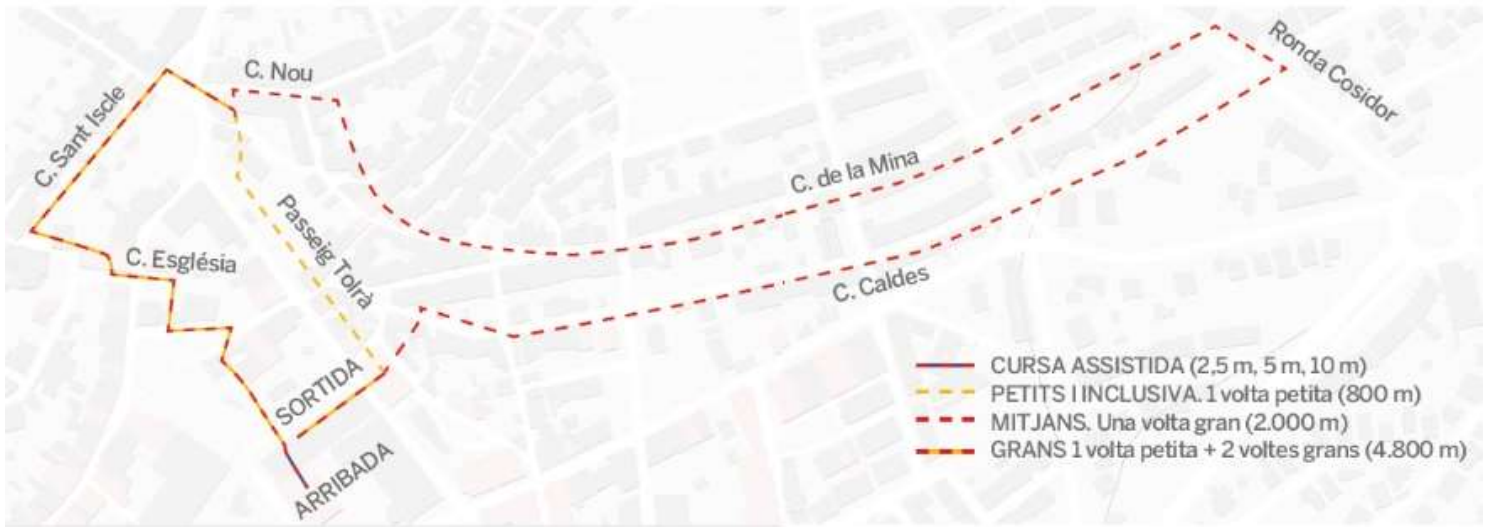 C. Nou
Ronda Cosidor
C. Sant Iscle
C. de la Mina
Passeig Tolrà
C. Església
C. Caldes
SORTIDA
ARRIBADA
CURSA ASSISTIDA (2,5 m, 5 m, 10 m)
PETITS I INCLUSIVA. 1 volta petita (800 m)
MITJANS. Una volta gran (2.000 m)
GRANS 1 volta petita + 2 voltes grans (4.800 m)